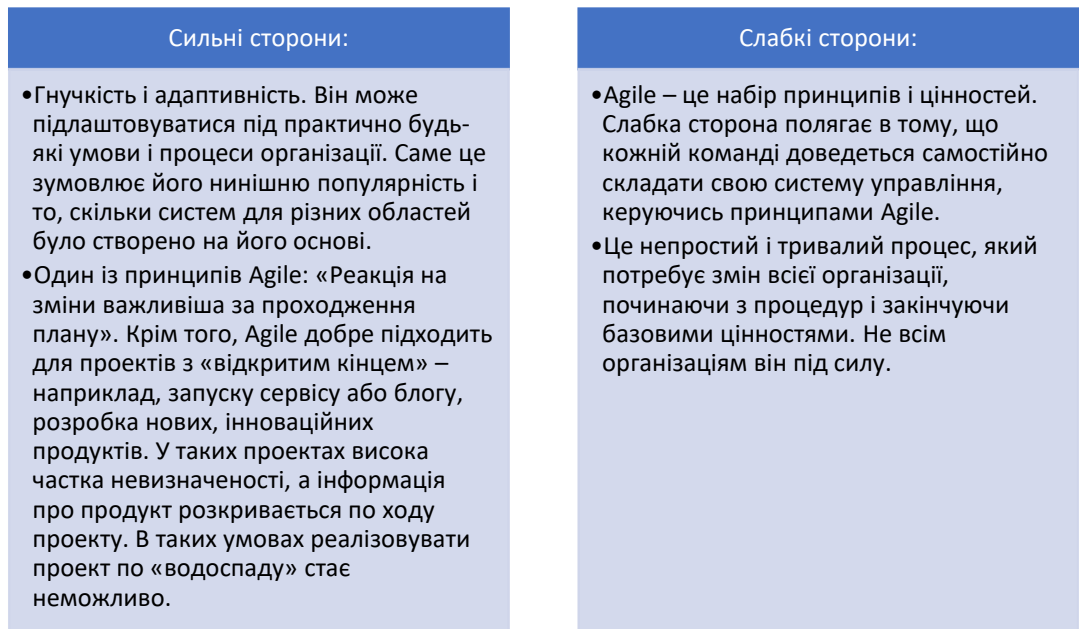 Сильні сторони:
•Гнучкість і адаптивність. Він може
підлаштовуватися під практично будь-
які умови і процеси організації. Саме це
зумовлює його нинішню популярність і
то, скільки систем для різних областей
було створено на його основі.
•Один із принципів Agile: «Реакція на
зміни важливіша за проходження
плану». Крім того, Agile добре підходить
для проектів з «відкритим кінцем» –
наприклад, запуску сервісу або блогу,
розробка нових, інноваційних
продуктів. У таких проектах висока
частка невизначеності, а інформація
про продукт розкривається по ходу
проекту. В таких умовах реалізовувати
проект по «водоспаду» стає
неможливо.
Слабкі сторони:
•Agile – це набір принципів і цінностей.
Слабка сторона полягає в тому, що
кожній команді доведеться самостійно
складати свою систему управління,
керуючись принципами Agile.
•Це непростий і тривалий процес, який
потребує змін всієї організації,
починаючи з процедур і закінчуючи
базовими цінностями. Не всім
організаціям він під силу.